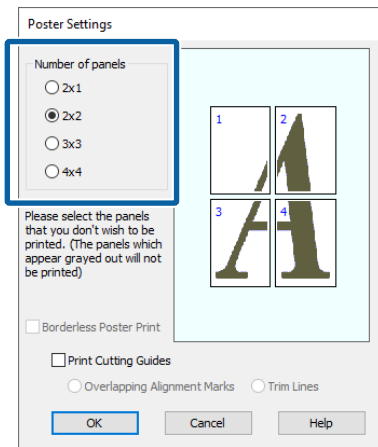 Poster Settings
Number of panels
2x1
2x2
3x3
4x4
1
2
3
4
Please select the panels
that you don't wish to be
printed. (The panels which
appear grayed out will not
be printed)
Borderless Poster Print
Print Cutting Guides
Overlapping Alignment Marks
Trim Lines
OK
Cancel
Help